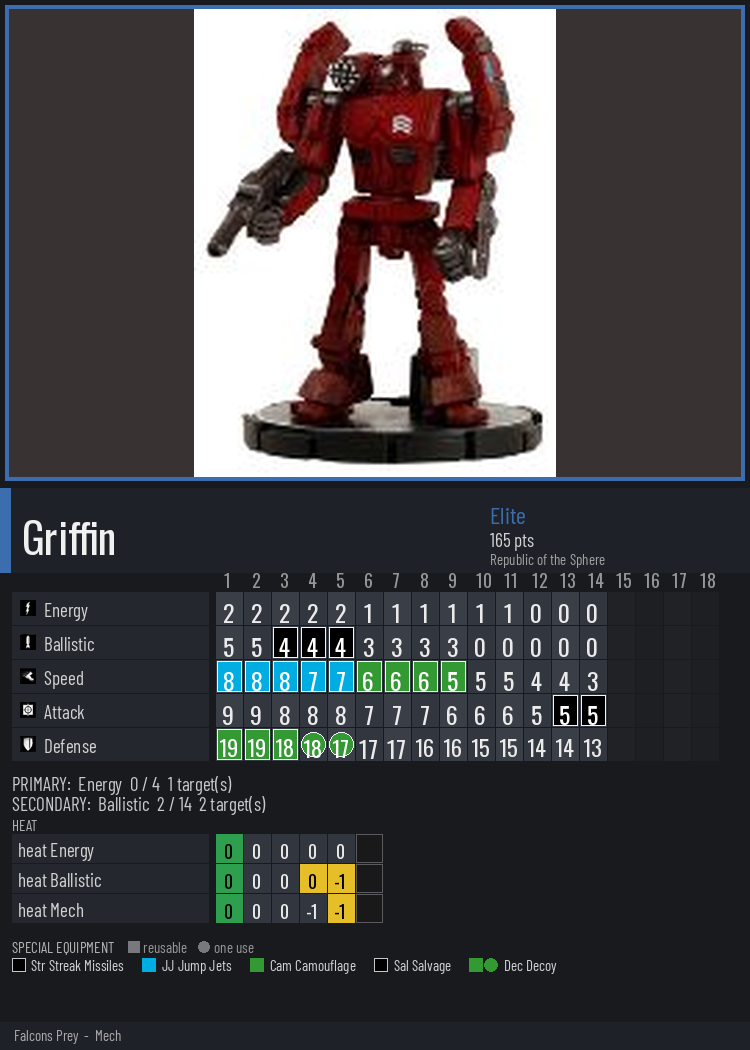 Griffin
Elite
165 pts
Republic of the Sphere
1 2 3 4 5 6 7 8 9 10 11 12 13 14 15 16 17 18
Energy 2 2 2 2 2 1 1 1 1 1 1 0 0 0
Ballistic 5 5 4 4 4 3 3 3 3 0 0 0 0 0
Speed 8 8 8 7 7 6 6 6 5 5 5 4 4 3
Attack 9 9 8 8 8 7 7 7 6 6 6 5 5 5
Defense 19 19 18 18 17 17 17 16 16 15 15 14 14 13
PRIMARY: Energy 0 / 4 1 target(s)
SECONDARY: Ballistic 2 / 14 2 target(s)
HEAT
heat Energy 0 0 0 0 0
heat Ballistic 0 0 0 0 -1
heat Mech 0 0 0 -1 -1
SPECIAL EQUIPMENT reusable one use
Str Streak Missiles JJ Jump Jets Cam Camouflage Sal Salvage Dec Decoy
Falcons Prey - Mech